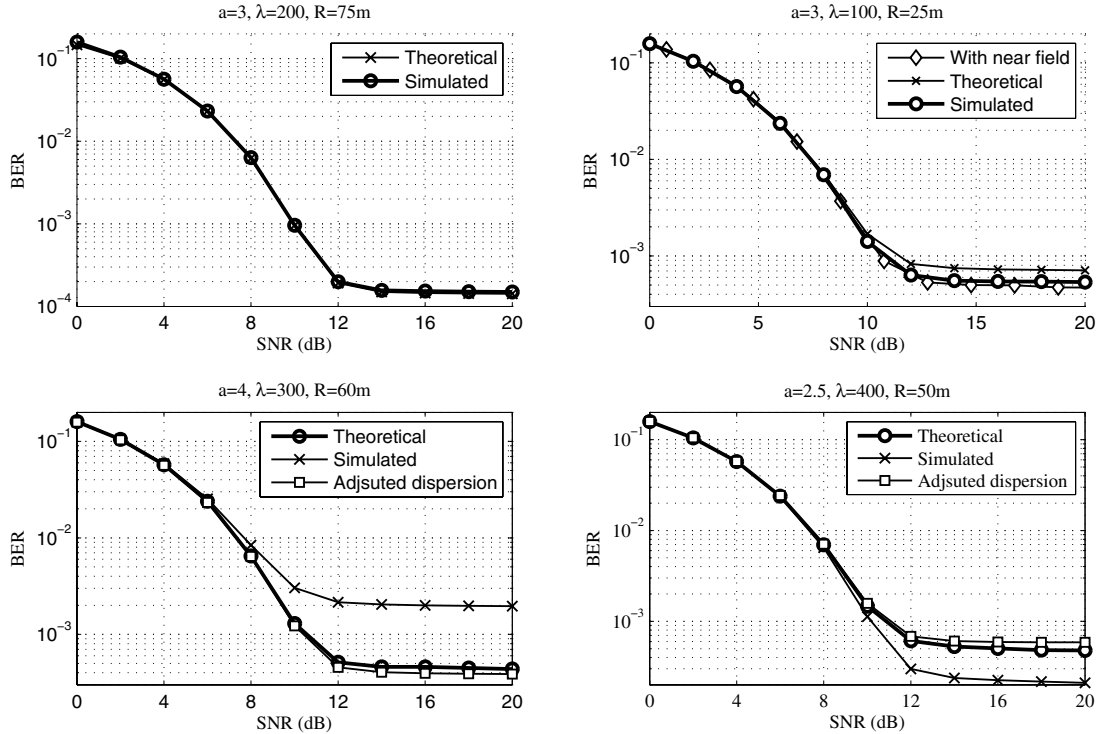 a=3, λ=200, R=75m
10⁻¹
10⁻²
10⁻³
10⁻⁴
BER
Theoretical
Simulated
0 4 8 12 16 20
SNR (dB)
a=3, λ=100, R=25m
10⁻¹
10⁻²
10⁻³
BER
With near field
Theoretical
Simulated
0 5 10 15 20
SNR (dB)
a=4, λ=300, R=60m
10⁻¹
10⁻²
10⁻³
BER
Theoretical
Simulated
Adjsuted dispersion
0 4 8 12 16 20
SNR (dB)
a=2.5, λ=400, R=50m
10⁻¹
10⁻²
10⁻³
BER
Theoretical
Simulated
Adjsuted dispersion
0 4 8 12 16 20
SNR (dB)